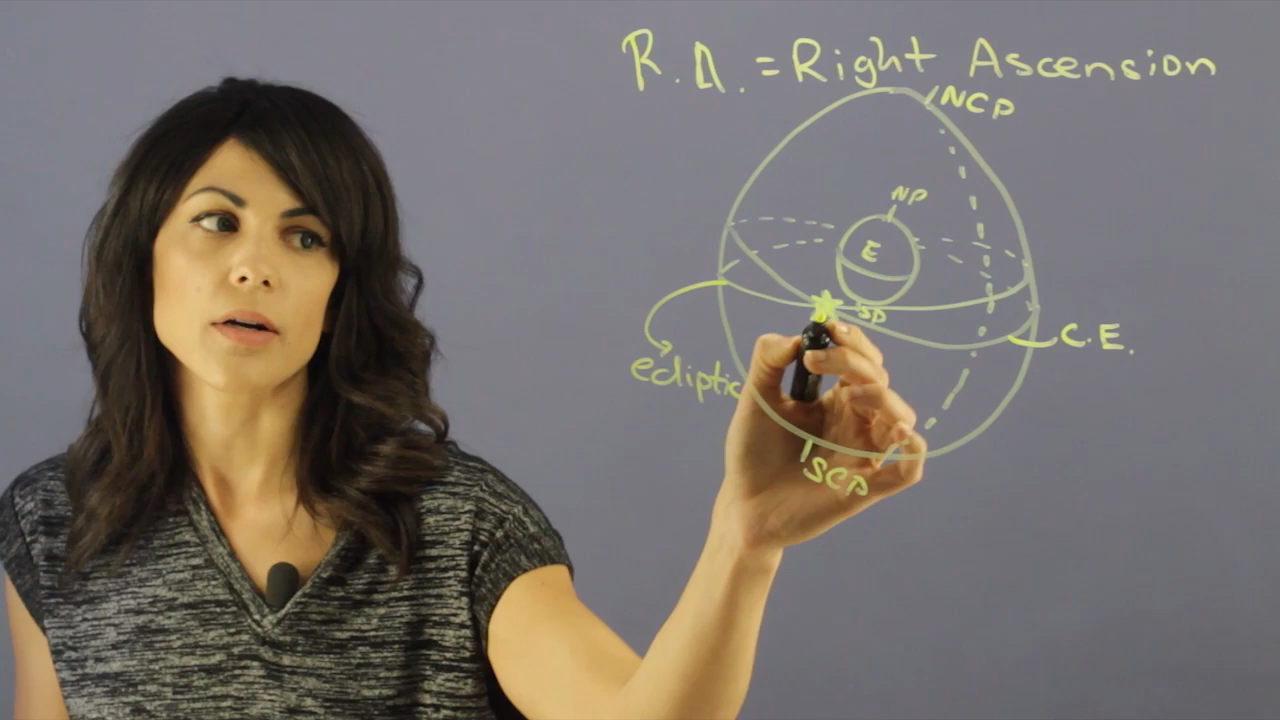 R.A. = Right Ascension
NCP
NP
E
SP
C.E.
ecliptic
SCP